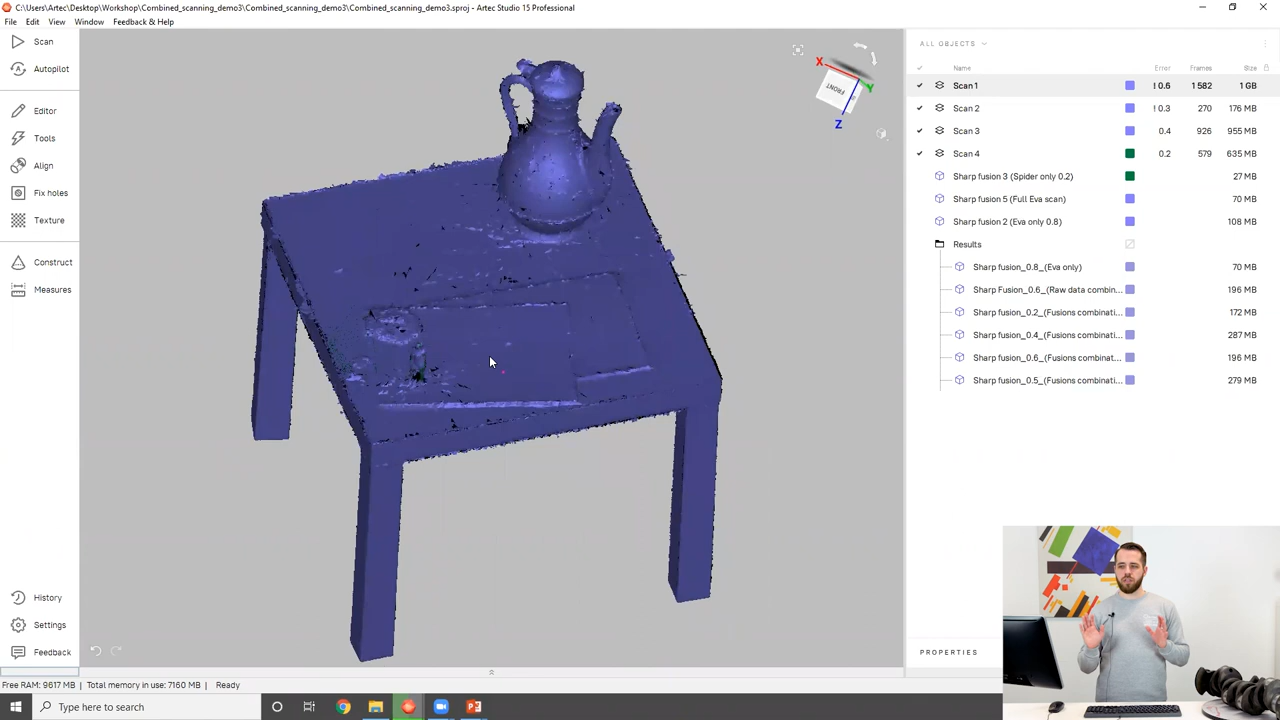 C:\Users\Artec\Desktop\Workshop\Combined_scanning_demo3\Combined_scanning_demo3\Combined_scanning_demo3.sproj - Artec Studio 15 Professional
File Edit View Window Feedback & Help
Scan
Autopilot
Editor
Tools
Align
Fix holes
Texture
Construct
Measures
History
Settings
Feedback
X
Y
Z
FRONT
ALL OBJECTS
Name Error Frames Size
Scan 1 ! 0.6 1 582 1 GB
Scan 2 ! 0.3 270 176 MB
Scan 3 0.4 926 955 MB
Scan 4 0.2 579 635 MB
Sharp fusion 3 (Spider only 0.2) 27 MB
Sharp fusion 5 (Full Eva scan) 70 MB
Sharp fusion 2 (Eva only 0.8) 108 MB
Results
Sharp fusion_0.8_(Eva only) 70 MB
Sharp Fusion_0.6_(Raw data combin... 196 MB
Sharp fusion_0.2_(Fusions combinati... 172 MB
Sharp fusion_0.4_(Fusions combinati... 287 MB
Sharp fusion_0.6_(Fusions combinat... 196 MB
Sharp fusion_0.5_(Fusions combinati... 279 MB
PROPERTIES
Free RAM: 9617 MB | Total memory in use: 7160 MB | Ready
Type here to search